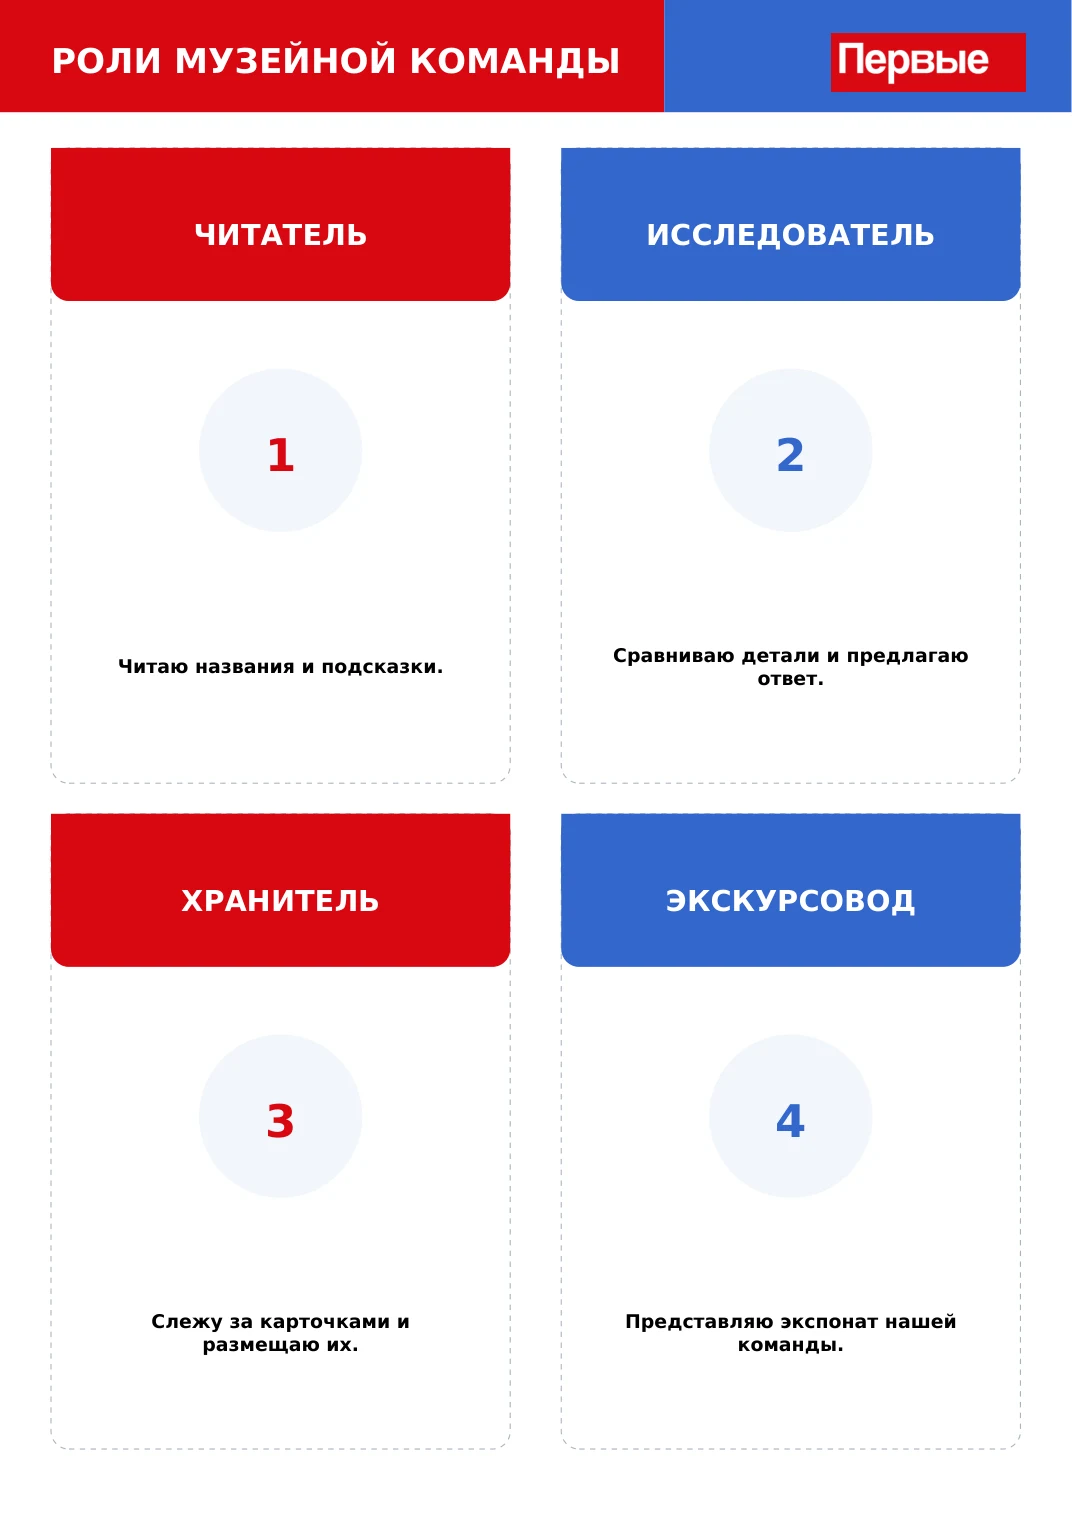 РОЛИ МУЗЕЙНОЙ КОМАНДЫ
Первые
ЧИТАТЕЛЬ
1
Читаю названия и подсказки.
ИССЛЕДОВАТЕЛЬ
2
Сравниваю детали и предлагаю
ответ.
ХРАНИТЕЛЬ
3
Слежу за карточками и
размещаю их.
ЭКСКУРСОВОД
4
Представляю экспонат нашей
команды.